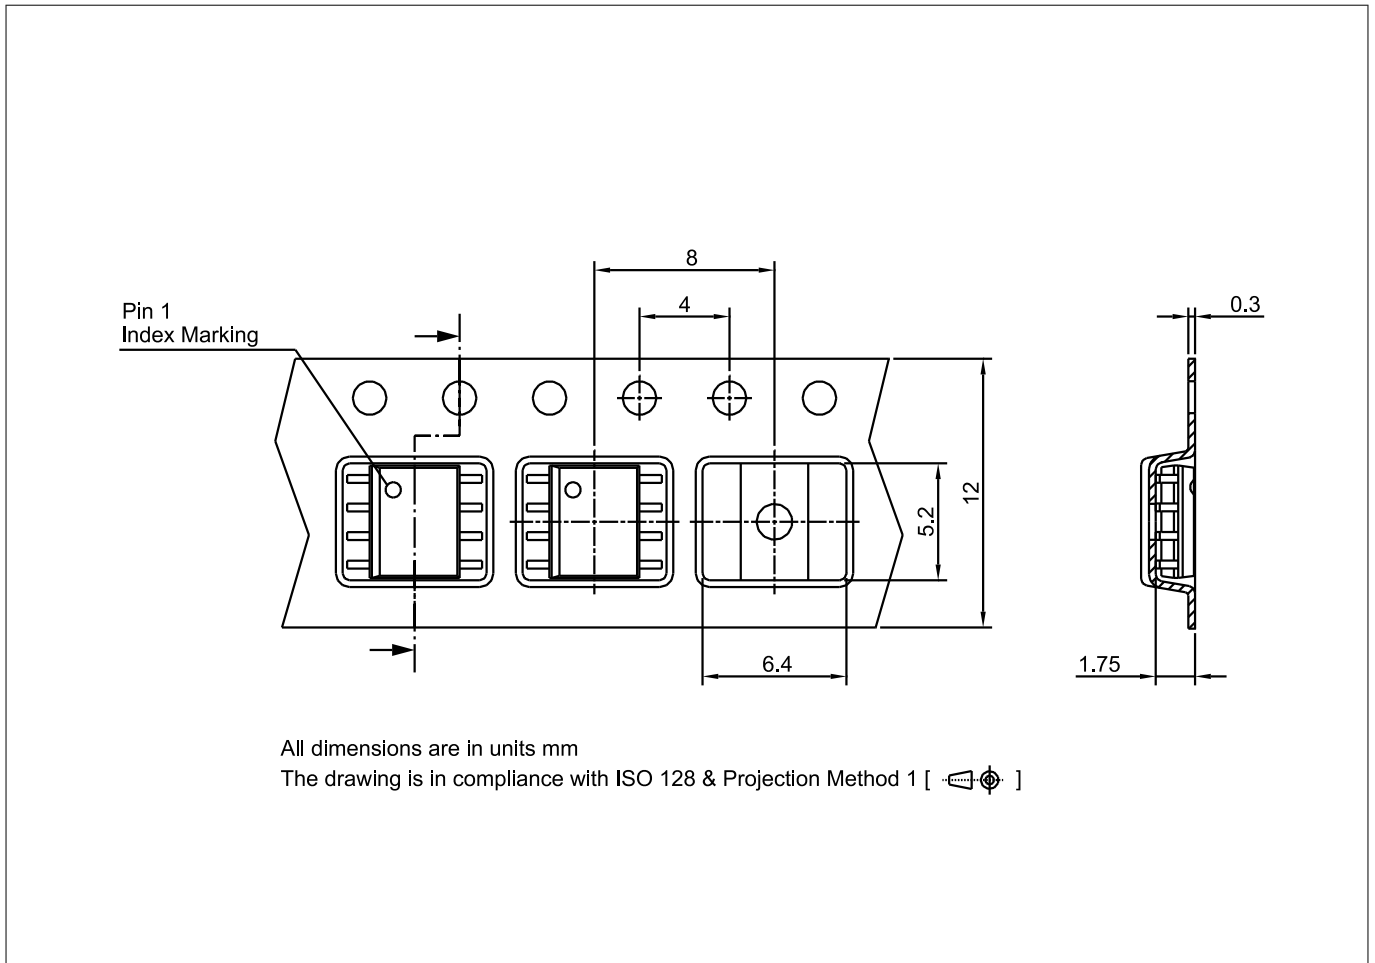 8
4
0.3
Pin 1
Index Marking
5.2
12
6.4
1.75
All dimensions are in units mm
The drawing is in compliance with ISO 128 & Projection Method 1 [ ]